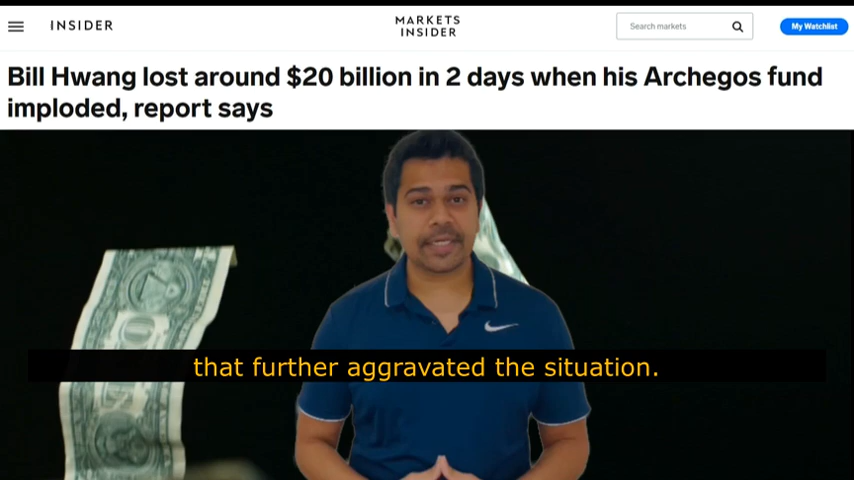 INSIDER
MARKETS
INSIDER
Search markets
My Watchlist
Bill Hwang lost around $20 billion in 2 days when his Archegos fund
imploded, report says
that further aggravated the situation.